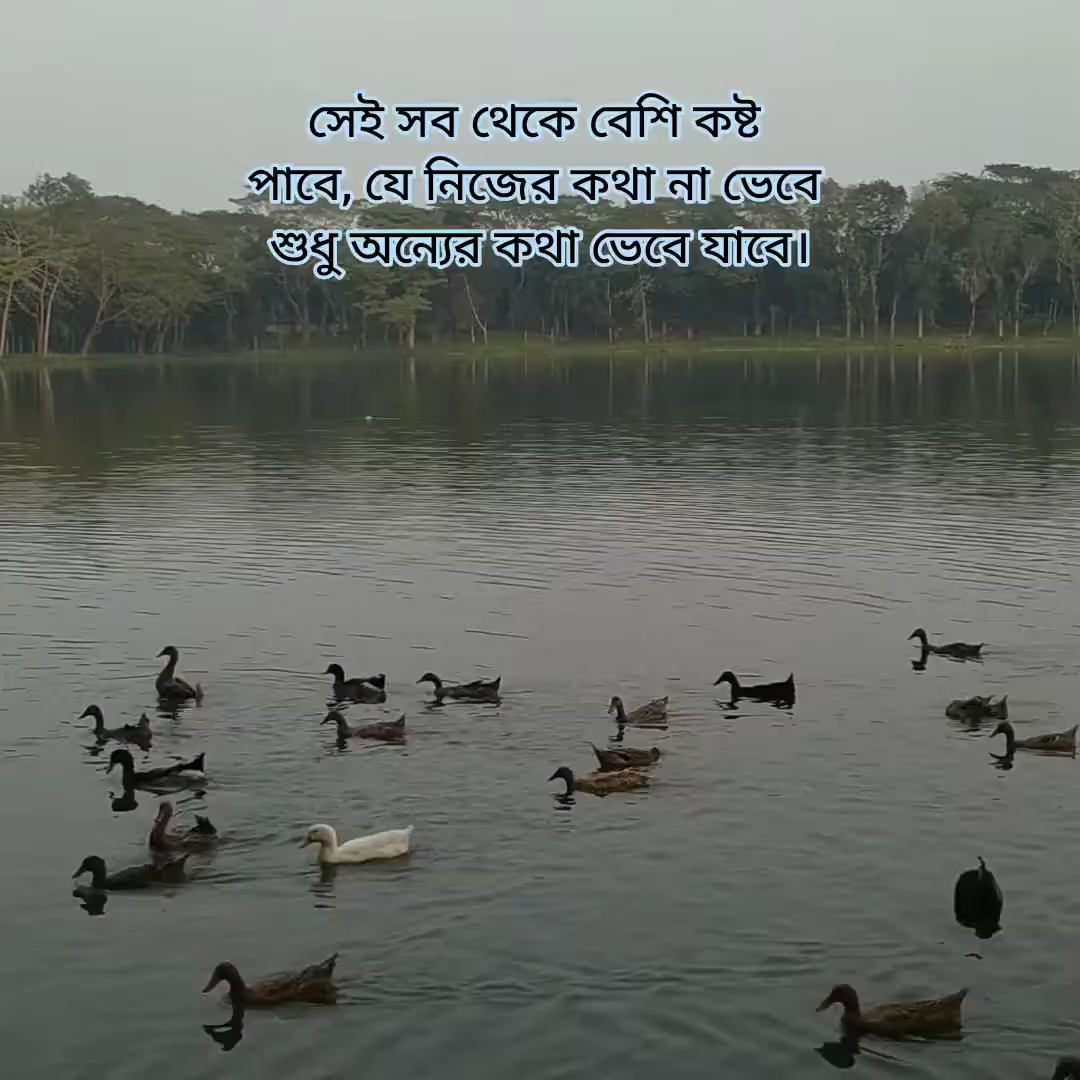 সেই সব থেকে বেশি কষ্ট
পাবে, যে নিজের কথা না ভেবে
শুধু অন্যের কথা ভেবে যাবে।